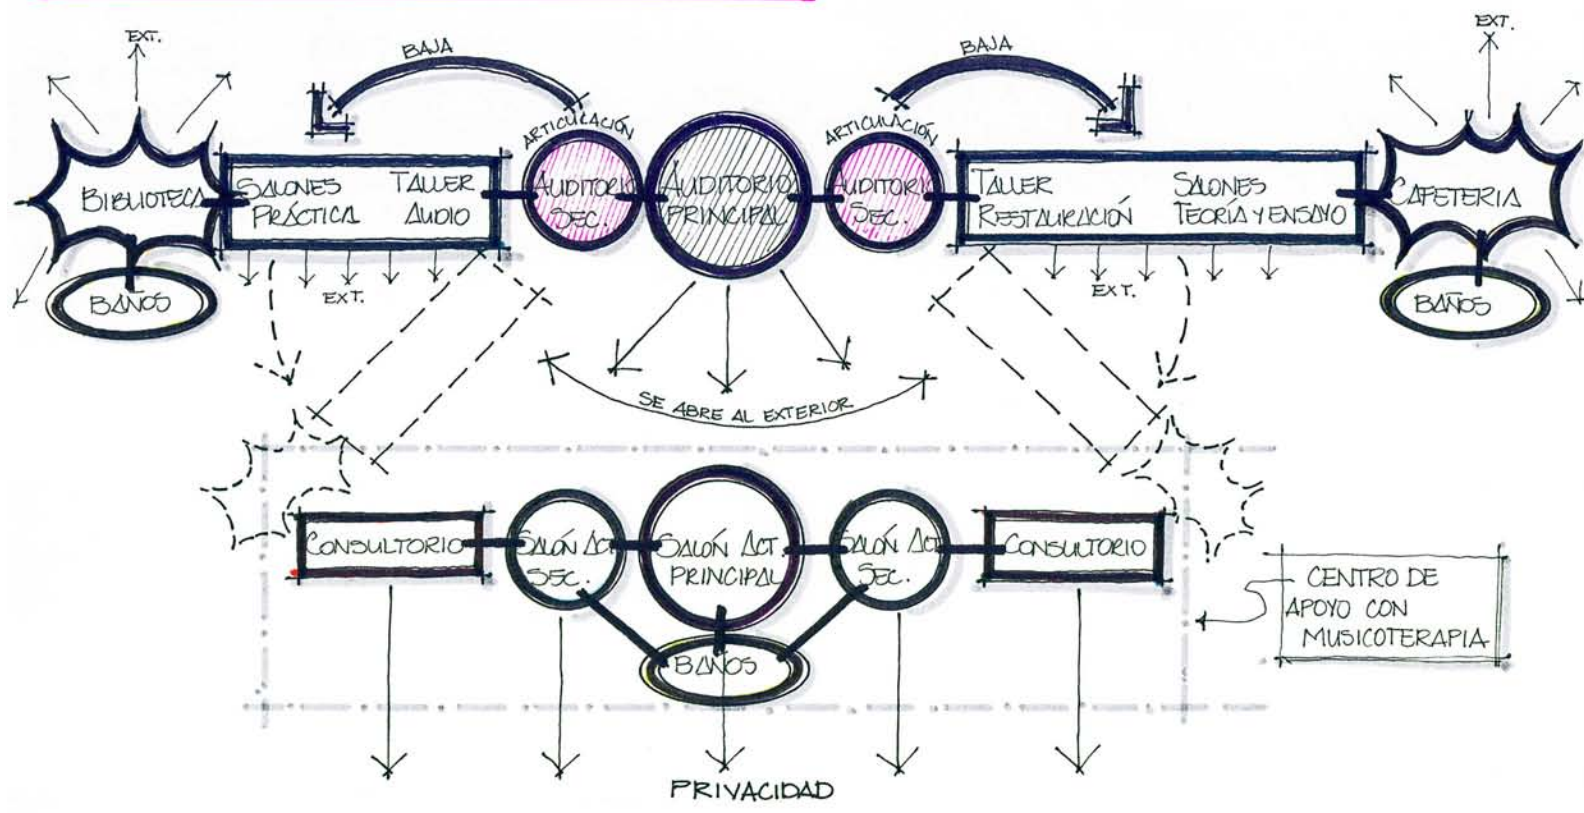 EXT.
BAJA
BAJA
EXT.
ARTICULACIÓN
ARTICULACIÓN
BIBLIOTECA
SALONES
PRÁCTICA
TALLER
AUDIO
AUDITORIO
SEC.
AUDITORIO
PRINCIPAL
AUDITORIO
SEC.
TALLER
RESTAURACIÓN
SALONES
TEORÍA Y ENSAYO
CAFETERIA
BAÑOS
EXT.
EXT.
BAÑOS
SE ABRE AL EXTERIOR
CONSULTORIO
SALÓN ACT.
SEC.
SALÓN ACT.
PRINCIPAL
SALÓN ACT.
SEC.
CONSULTORIO
BAÑOS
CENTRO DE
APOYO CON
MUSICOTERAPIA
PRIVACIDAD